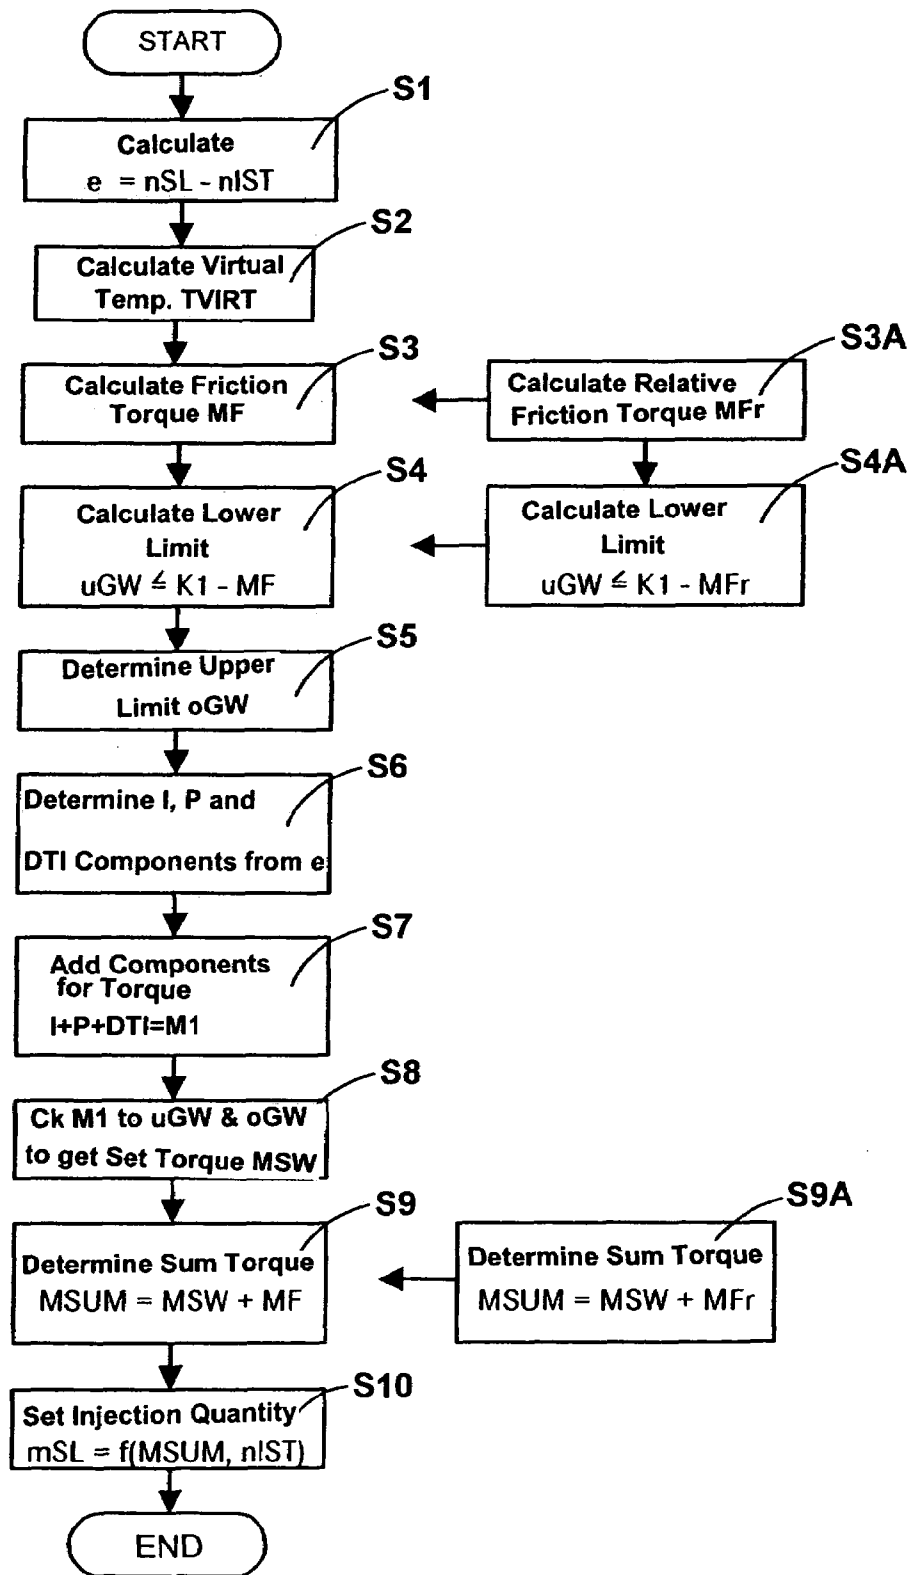 START
S1
Calculate
e = nSL - nIST
S2
Calculate Virtual
Temp. TVIRT
S3
Calculate Friction
Torque MF
S3A
Calculate Relative
Friction Torque MFr
S4
Calculate Lower
Limit
uGW ≦ K1 - MF
S4A
Calculate Lower
Limit
uGW ≦ K1 - MFr
S5
Determine Upper
Limit oGW
S6
Determine I, P and
DTI Components from e
S7
Add Components
for Torque
I+P+DTI=M1
S8
Ck M1 to uGW & oGW
to get Set Torque MSW
S9
Determine Sum Torque
MSUM = MSW + MF
S9A
Determine Sum Torque
MSUM = MSW + MFr
S10
Set Injection Quantity
mSL = f(MSUM, nIST)
END